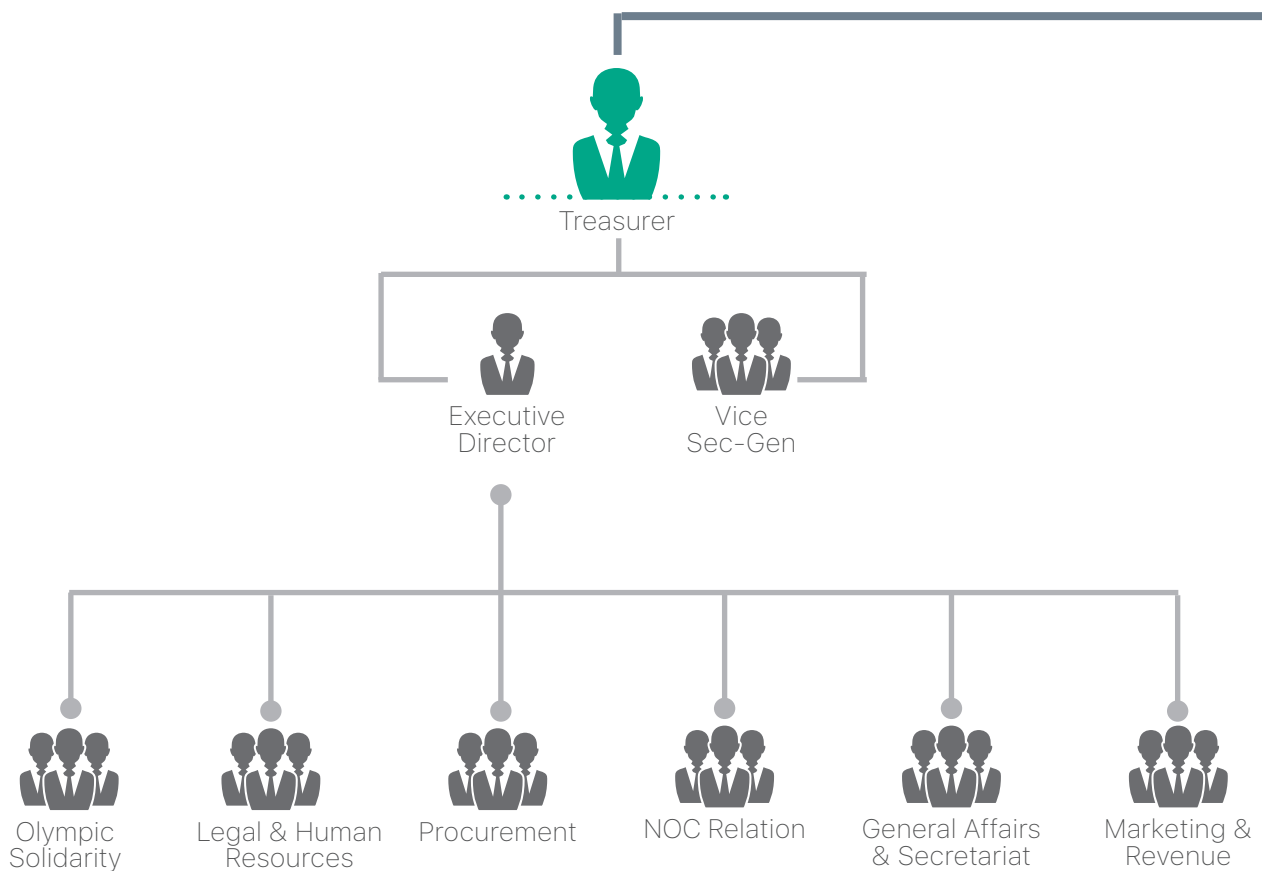 Treasurer
Executive
Director
Vice
Sec-Gen
Olympic
Solidarity
Legal & Human
Resources
Procurement
NOC Relation
General Affairs
& Secretariat
Marketing &
Revenue